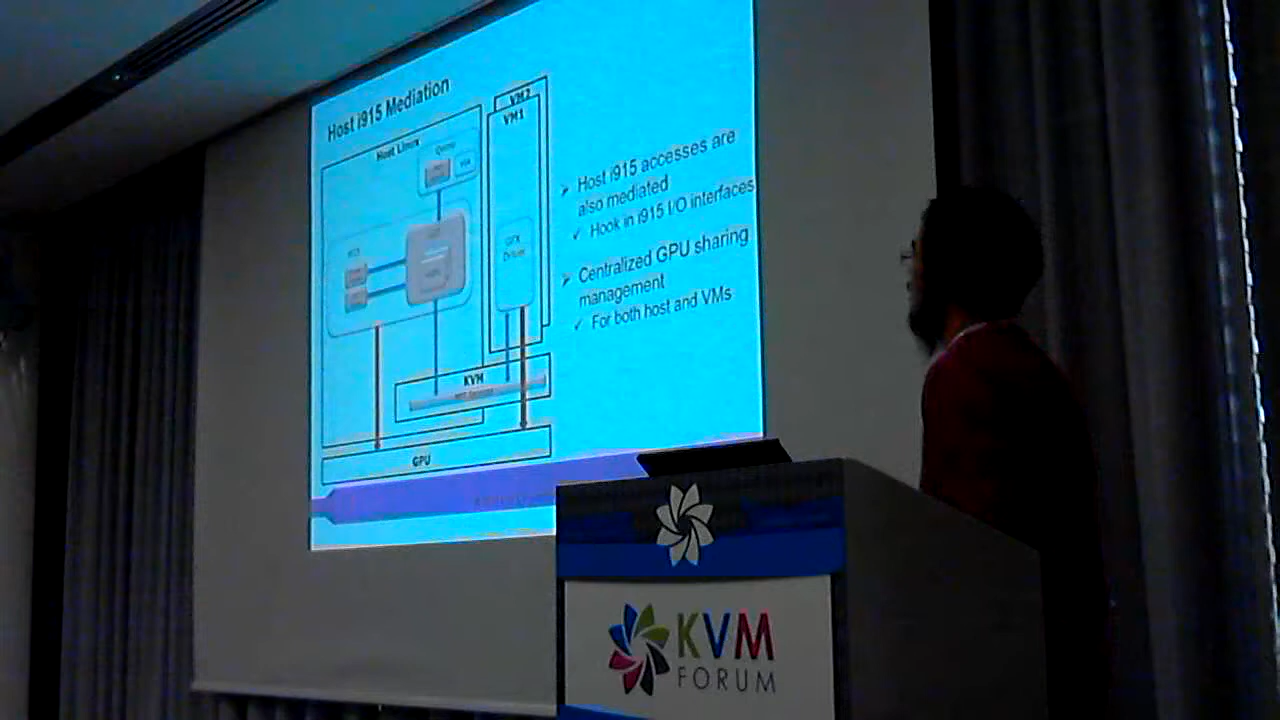 Host i915 Mediation
Host Linux
Qemu
VGA
VM2
VM1
GFX
Driver
KVM
GPU
Host i915 accesses are
also mediated
✓ Hook in i915 I/O interfaces
Centralized GPU sharing
management
✓ For both host and VMs
KVM
FORUM